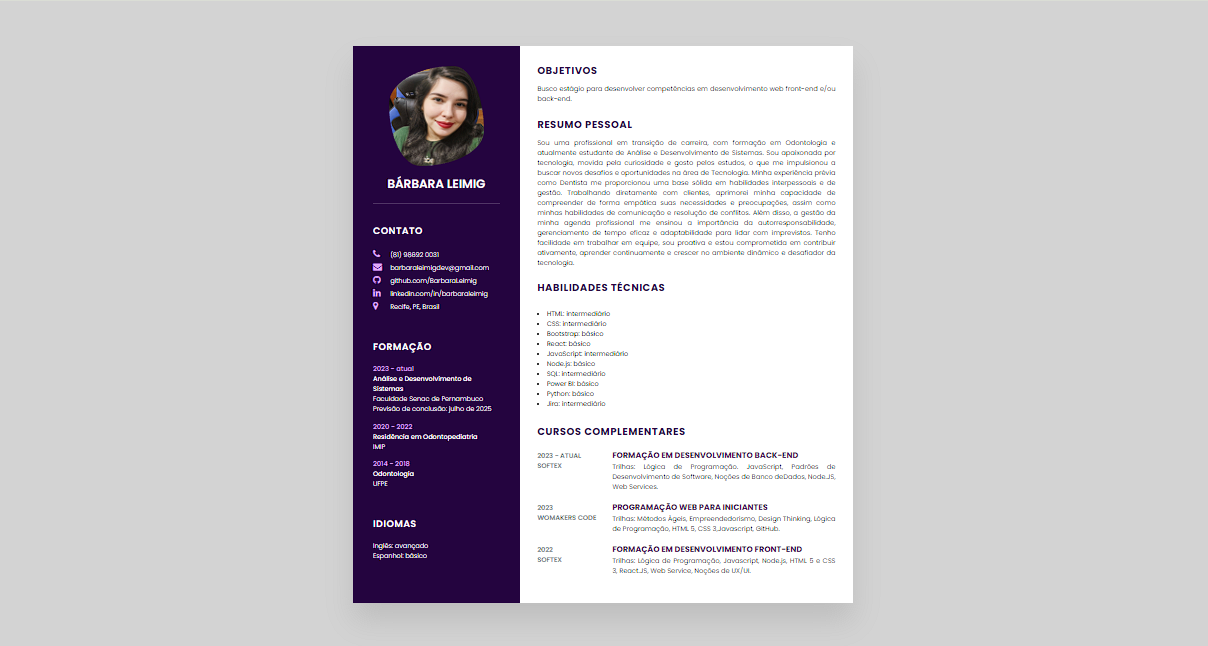 BÁRBARA LEIMIG
CONTATO
(81) 98692 0031
barbaraleimigdev@gmail.com
github.com/BarbaraLeimig
linkedin.com/in/barbaraleimig
Recife, PE, Brasil
FORMAÇÃO
2023 - atual
Análise e Desenvolvimento de
Sistemas
Faculdade Senac de Pernambuco
Previsão de conclusão: julho de 2025
2020 - 2022
Residência em Odontopediatria
IMIP
2014 - 2018
Odontologia
UFPE
IDIOMAS
Inglês: avançado
Espanhol: básico
OBJETIVOS
Busco estágio para desenvolver competências em desenvolvimento web front-end e/ou
back-end.
RESUMO PESSOAL
Sou uma profissional em transição de carreira, com formação em Odontologia e
atualmente estudante de Análise e Desenvolvimento de Sistemas. Sou apaixonada por
tecnologia, movida pela curiosidade e gosto pelos estudos, o que me impulsionou a
buscar novos desafios e oportunidades na área de Tecnologia. Minha experiência prévia
como Dentista me proporcionou uma base sólida em habilidades interpessoais e de
gestão. Trabalhando diretamente com clientes, aprimorei minha capacidade de
compreender de forma empática suas necessidades e preocupações, assim como
minhas habilidades de comunicação e resolução de conflitos. Além disso, a gestão da
minha agenda profissional me ensinou a importância da autorresponsabilidade,
gerenciamento de tempo eficaz e adaptabilidade para lidar com imprevistos. Tenho
facilidade em trabalhar em equipe, sou proativa e estou comprometida em contribuir
ativamente, aprender continuamente e crescer no ambiente dinâmico e desafiador da
tecnologia.
HABILIDADES TÉCNICAS
HTML: intermediário
CSS: intermediário
Bootstrap: básico
React: básico
JavaScript: intermediário
Node.js: básico
SQL: intermediário
Power BI: básico
Python: básico
Jira: intermediário
CURSOS COMPLEMENTARES
2023 - ATUAL
SOFTEX
FORMAÇÃO EM DESENVOLVIMENTO BACK-END
Trilhas: Lógica de Programação. JavaScript, Padrões de
Desenvolvimento de Software, Noções de Banco deDados, Node.JS,
Web Services.
2023
WOMAKERS CODE
PROGRAMAÇÃO WEB PARA INICIANTES
Trilhas: Métodos Ágeis, Empreendedorismo, Design Thinking, Lógica
de Programação, HTML 5, CSS 3,Javascript, GitHub.
2022
SOFTEX
FORMAÇÃO EM DESENVOLVIMENTO FRONT-END
Trilhas: Lógica de Programação, Javascript, Node.js, HTML 5 e CSS
3, React.JS, Web Service, Noções de UX/UI.